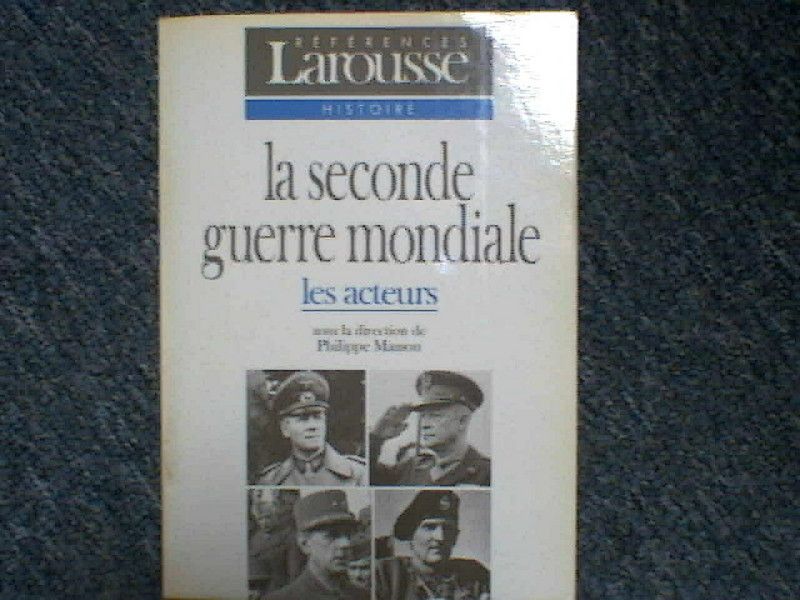 RÉFÉRENCES
Larousse
HISTOIRE
la seconde
guerre mondiale
les acteurs
sous la direction de
Philippe Masson